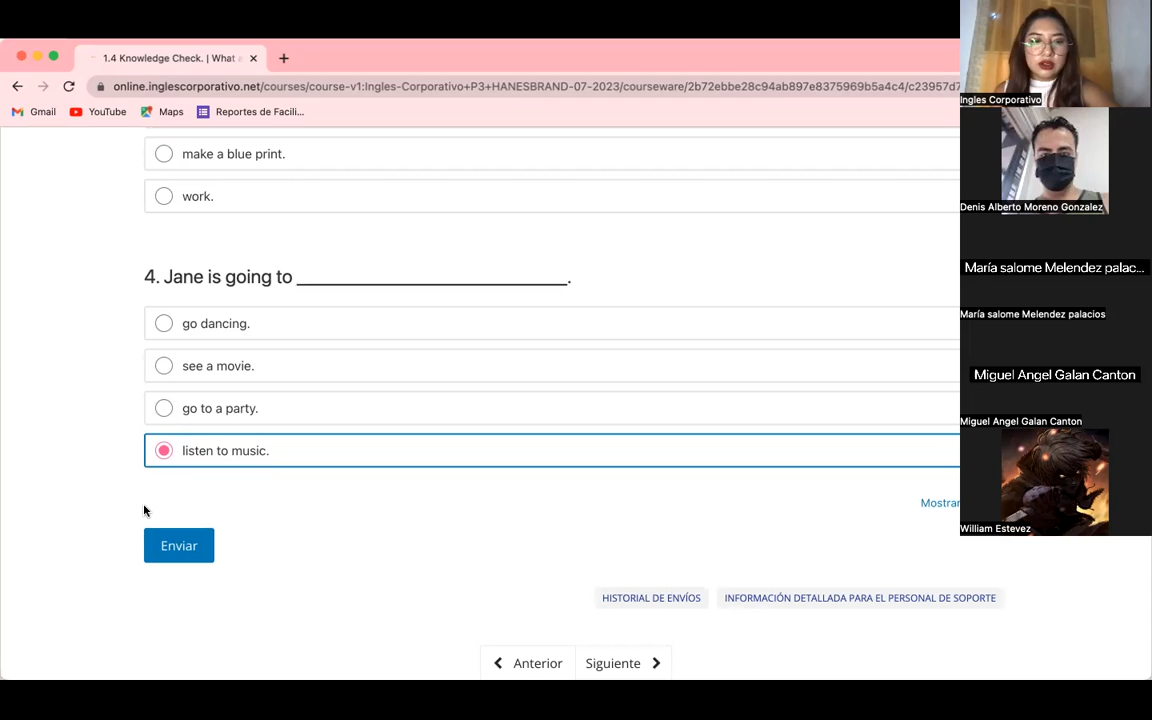 1.4 Knowledge Check. | What a
online.inglescorporativo.net/courses/course-v1:Ingles-Corporativo+P3+HANESBRAND-07-2023/courseware/2b72ebbe28c94ab897e8375969b5a4c4/c23957d7
Gmail
YouTube
Maps
Reportes de Facili...
make a blue print.
work.
4. Jane is going to ______________________________.
go dancing.
see a movie.
go to a party.
listen to music.
Mostrar
Enviar
HISTORIAL DE ENVÍOS
INFORMACIÓN DETALLADA PARA EL PERSONAL DE SOPORTE
Anterior
Siguiente
Ingles Corporativo
Denis Alberto Moreno Gonzalez
María salome Melendez palac...
María salome Melendez palacios
Miguel Angel Galan Canton
Miguel Angel Galan Canton
William Estevez